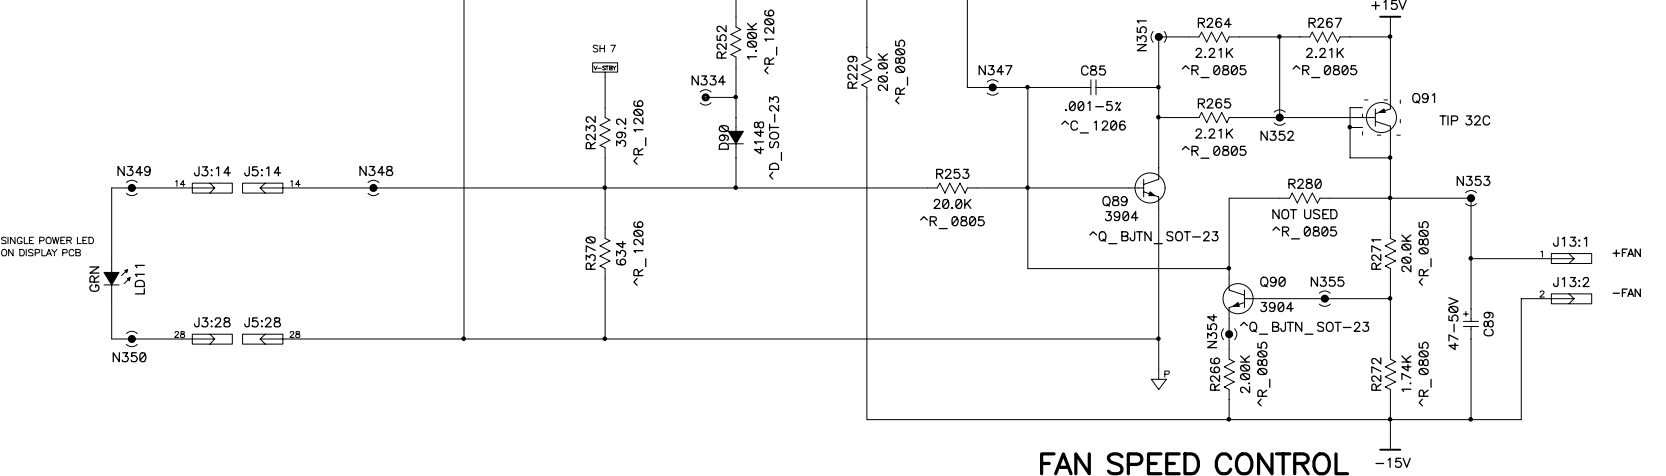 +15V
R264
2.21K
^R_0805
R267
2.21K
^R_0805
N351
R252
1.00K
^R_1206
SH 7
V-STBY
R229
20.0K
^R_0805
N347
C85
.001-5%
^C_1206
N334
R265
2.21K
^R_0805
N352
Q91
TIP 32C
R232
39.2
^R_1206
D90
4148
^D_SOT-23
N349
J3:14
J5:14
14
14
N348
R253
20.0K
^R_0805
Q89
3904
^Q_BJTN_SOT-23
R280
NOT USED
^R_0805
N353
SINGLE POWER LED
ON DISPLAY PCB
GRN
LD11
R370
634
^R_1206
R271
20.0K
^R_0805
J13:1
1
+FAN
J13:2
2
-FAN
Q90
3904
^Q_BJTN_SOT-23
N355
N354
47-50V
+
C89
N350
J3:28
J5:28
28
28
P
R266
2.00K
^R_0805
R272
1.74K
^R_0805
FAN SPEED CONTROL
-15V